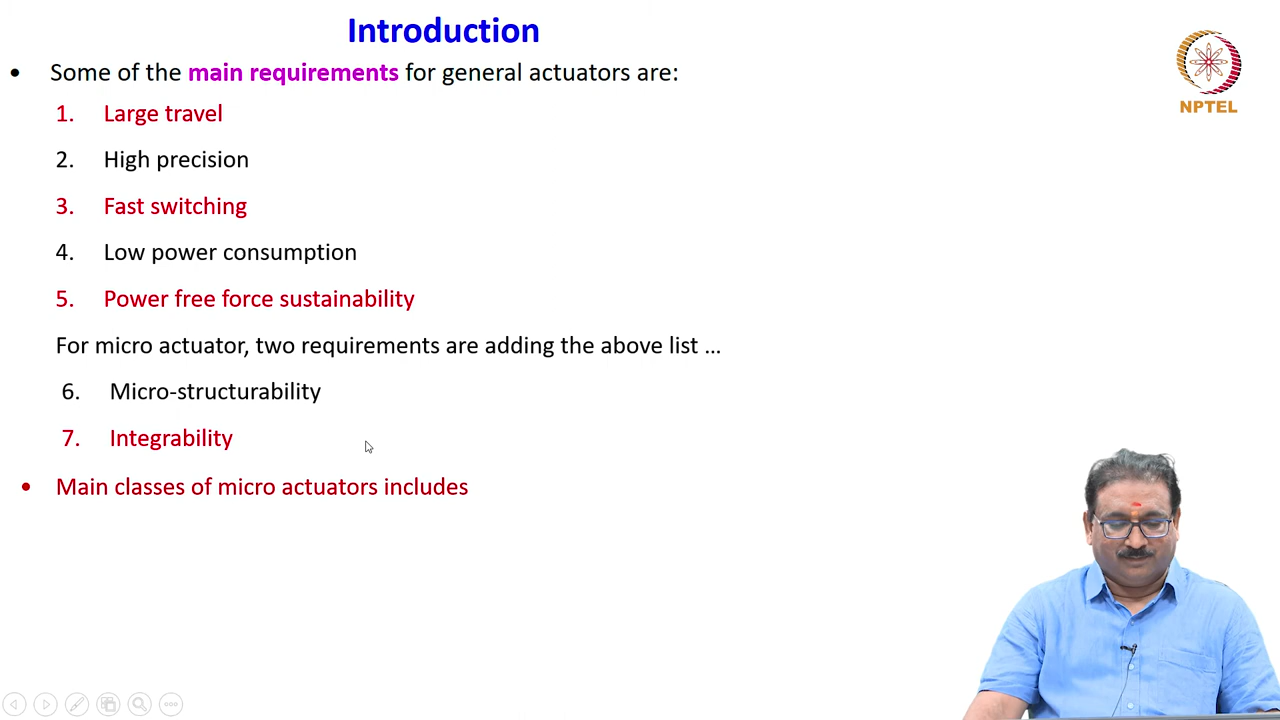 Introduction
• Some of the main requirements for general actuators are:
1. Large travel
2. High precision
3. Fast switching
4. Low power consumption
5. Power free force sustainability
For micro actuator, two requirements are adding the above list ...
6. Micro-structurability
7. Integrability
• Main classes of micro actuators includes
NPTEL